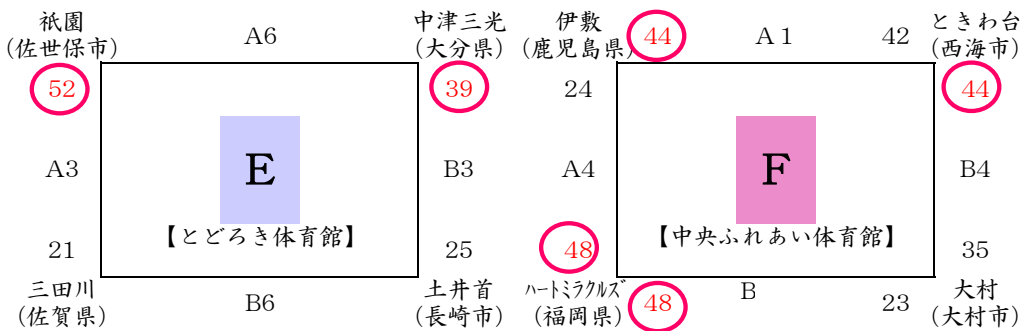 祇園
(佐世保市)
A6
中津三光
(大分県)
52
39
A3
E
B3
【とどろき体育館】
21
25
三田川
(佐賀県)
B6
土井首
(長崎市)
伊敷
(鹿児島県)
44
A1
42
ときわ台
(西海市)
24
44
A4
F
B4
【中央ふれあい体育館】
48
35
ハートミラクルズ
(福岡県)
48
B
23
大村
(大村市)